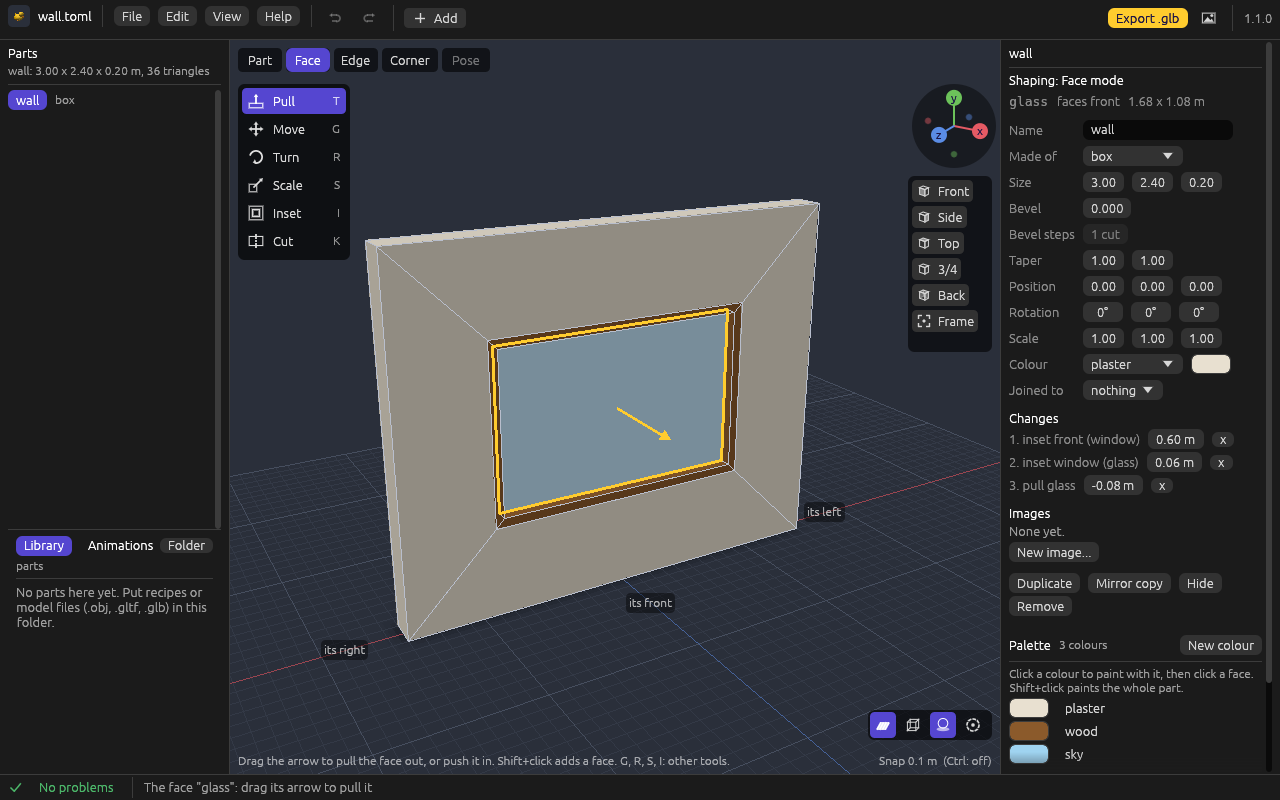 wall.toml File Edit View Help + Add Export .glb 1.1.0
Parts
wall: 3.00 x 2.40 x 0.20 m, 36 triangles
wall box
Library Animations Folder
parts
No parts here yet. Put recipes or
model files (.obj, .gltf, .glb) in this
folder.
Part Face Edge Corner Pose
Pull T
Move G
Turn R
Scale S
Inset I
Cut K
y
x
z
Front
Side
Top
3/4
Back
Frame
its left
its front
its right
Drag the arrow to pull the face out, or push it in. Shift+click adds a face. G, R, S, I: other tools.
Snap 0.1 m (Ctrl: off)
wall
Shaping: Face mode
glass faces front 1.68 x 1.08 m
Name wall
Made of box
Size 3.00 2.40 0.20
Bevel 0.000
Bevel steps 1 cut
Taper 1.00 1.00
Position 0.00 0.00 0.00
Rotation 0° 0° 0°
Scale 1.00 1.00 1.00
Colour plaster
Joined to nothing
Changes
1. inset front (window) 0.60 m x
2. inset window (glass) 0.06 m x
3. pull glass -0.08 m x
Images
None yet.
New image...
Duplicate Mirror copy Hide
Remove
Palette 3 colours New colour
Click a colour to paint with it, then click a face.
Shift+click paints the whole part.
plaster
wood
sky
No problems The face "glass": drag its arrow to pull it